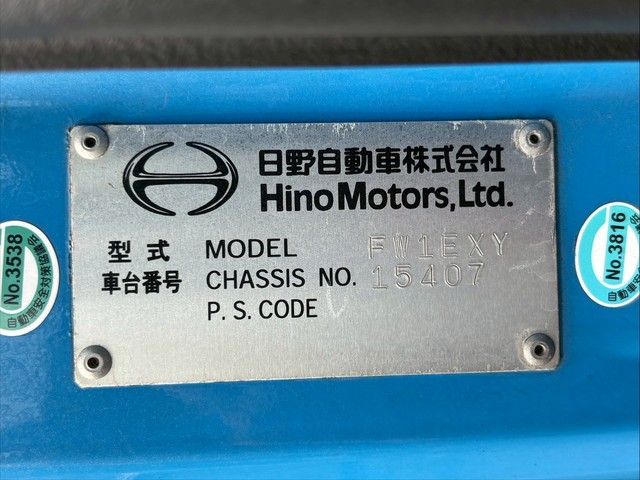 日野自動車株式会社
Hino Motors, Ltd.
型式 MODEL FW1EXY
車台番号 CHASSIS NO. 15407
P.S.CODE
No.3538
No.3816